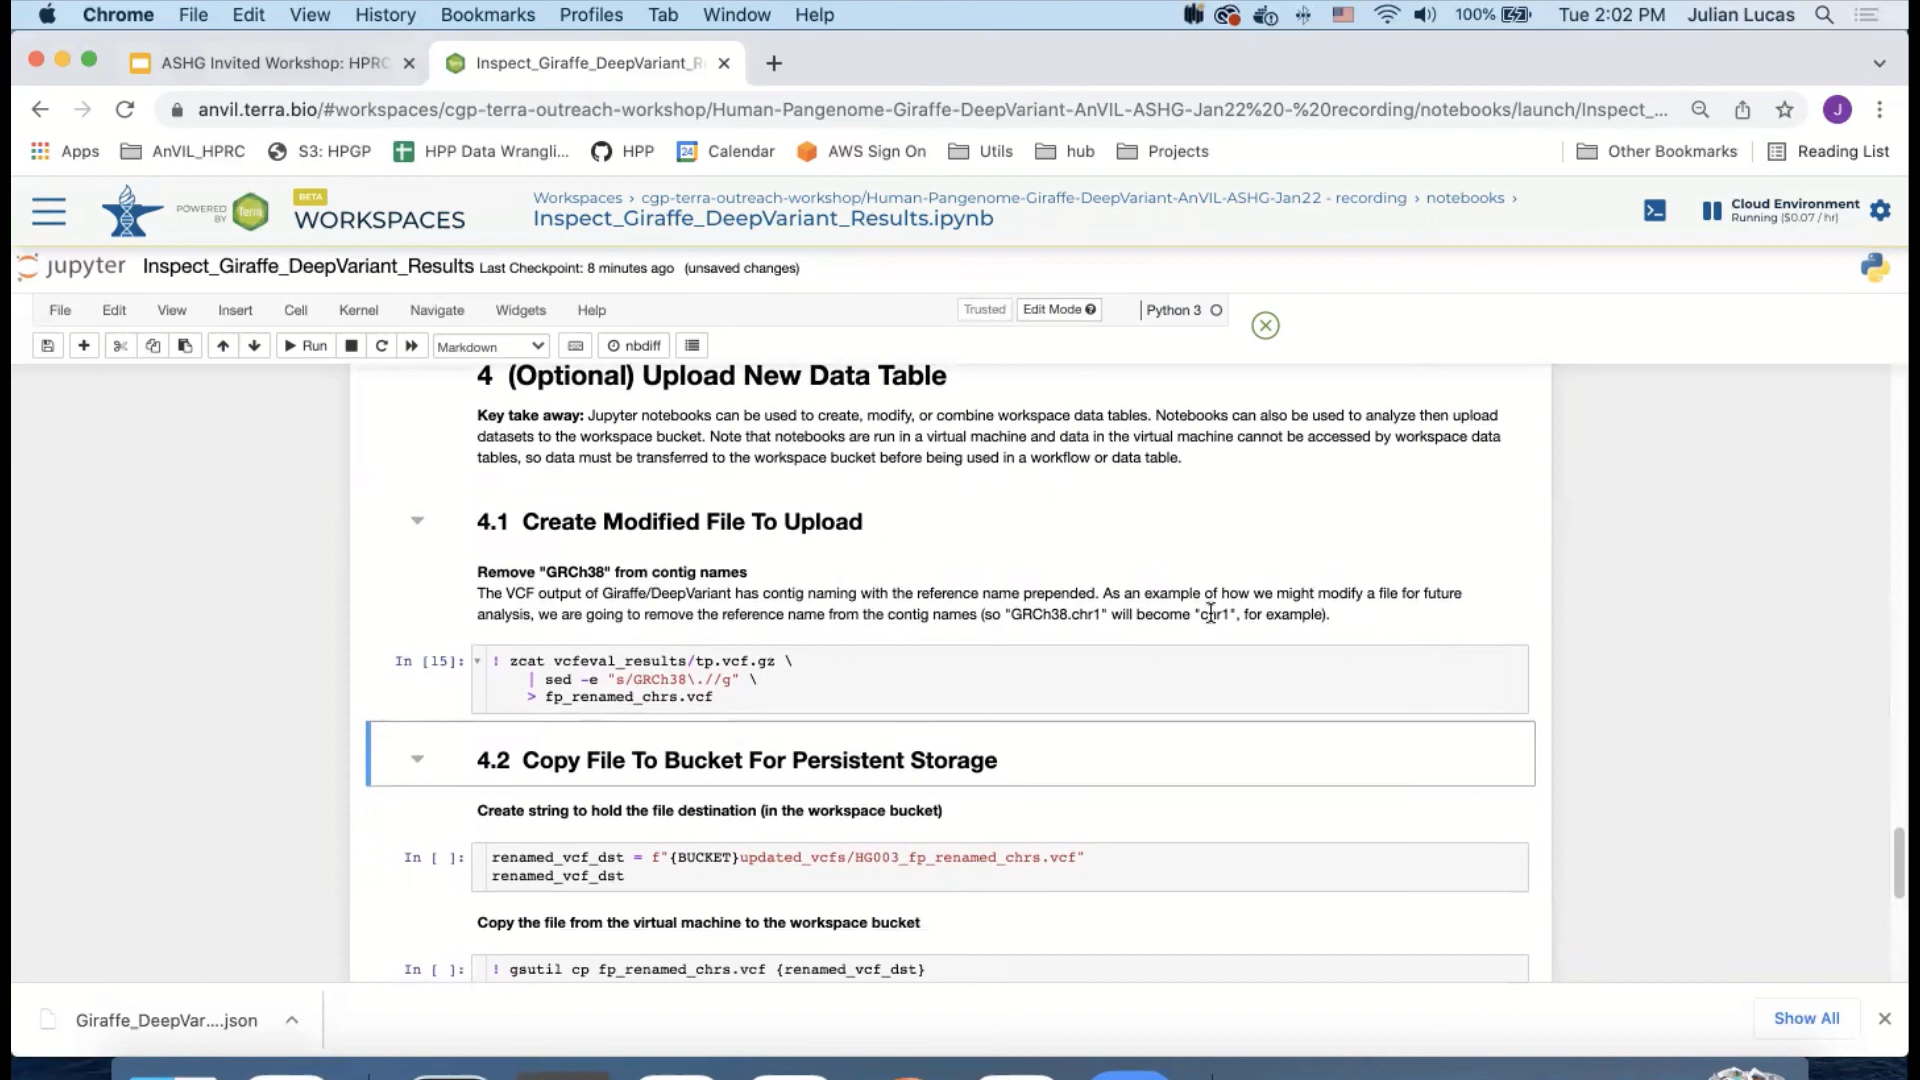 Chrome File Edit View History Bookmarks Profiles Tab Window Help 100% Tue 2:02 PM Julian Lucas
ASHG Invited Workshop: HPRC Inspect_Giraffe_DeepVariant_R
anvil.terra.bio/#workspaces/cgp-terra-outreach-workshop/Human-Pangenome-Giraffe-DeepVariant-AnVIL-ASHG-Jan22%20-%20recording/notebooks/launch/Inspect_... J
Apps AnVIL_HPRC S3: HPGP HPP Data Wrangli... HPP 24 Calendar AWS Sign On Utils hub Projects Other Bookmarks Reading List
POWERED BY Terra BETA WORKSPACES
Workspaces › cgp-terra-outreach-workshop/Human-Pangenome-Giraffe-DeepVariant-AnVIL-ASHG-Jan22 - recording › notebooks ›
Inspect_Giraffe_DeepVariant_Results.ipynb
Cloud Environment
Running ($0.07 / hr)
jupyter Inspect_Giraffe_DeepVariant_Results Last Checkpoint: 8 minutes ago (unsaved changes)
File Edit View Insert Cell Kernel Navigate Widgets Help Trusted Edit Mode Python 3
Run Markdown nbdiff
4 (Optional) Upload New Data Table
Key take away: Jupyter notebooks can be used to create, modify, or combine workspace data tables. Notebooks can also be used to analyze then upload
datasets to the workspace bucket. Note that notebooks are run in a virtual machine and data in the virtual machine cannot be accessed by workspace data
tables, so data must be transferred to the workspace bucket before being used in a workflow or data table.
4.1 Create Modified File To Upload
Remove "GRCh38" from contig names
The VCF output of Giraffe/DeepVariant has contig naming with the reference name prepended. As an example of how we might modify a file for future
analysis, we are going to remove the reference name from the contig names (so "GRCh38.chr1" will become "chr1", for example).
In [15]: ! zcat vcfeval_results/tp.vcf.gz \
| sed -e "s/GRCh38\.//g" \
> fp_renamed_chrs.vcf
4.2 Copy File To Bucket For Persistent Storage
Create string to hold the file destination (in the workspace bucket)
In [ ]: renamed_vcf_dst = f"{BUCKET}updated_vcfs/HG003_fp_renamed_chrs.vcf"
renamed_vcf_dst
Copy the file from the virtual machine to the workspace bucket
In [ ]: ! gsutil cp fp_renamed_chrs.vcf {renamed_vcf_dst}
Giraffe_DeepVar....json Show All